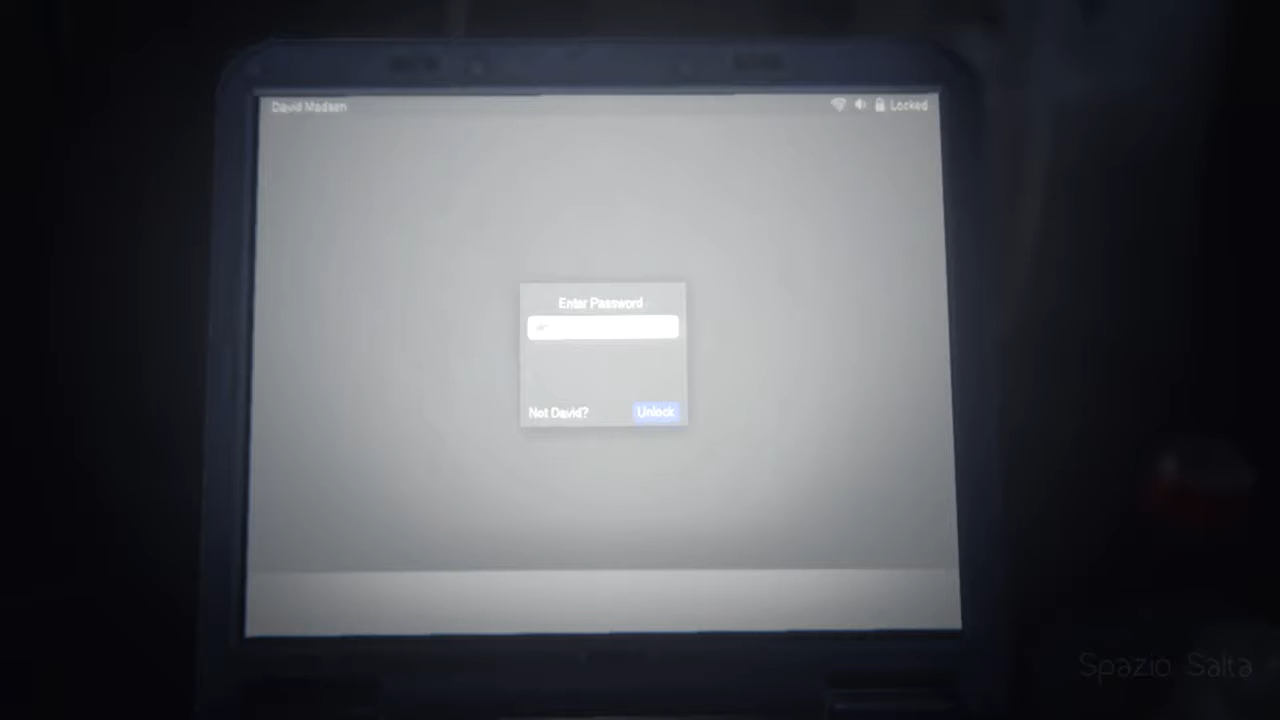 David Madsen
Locked
Enter Password
Not David?
Unlock
Spazio Salta